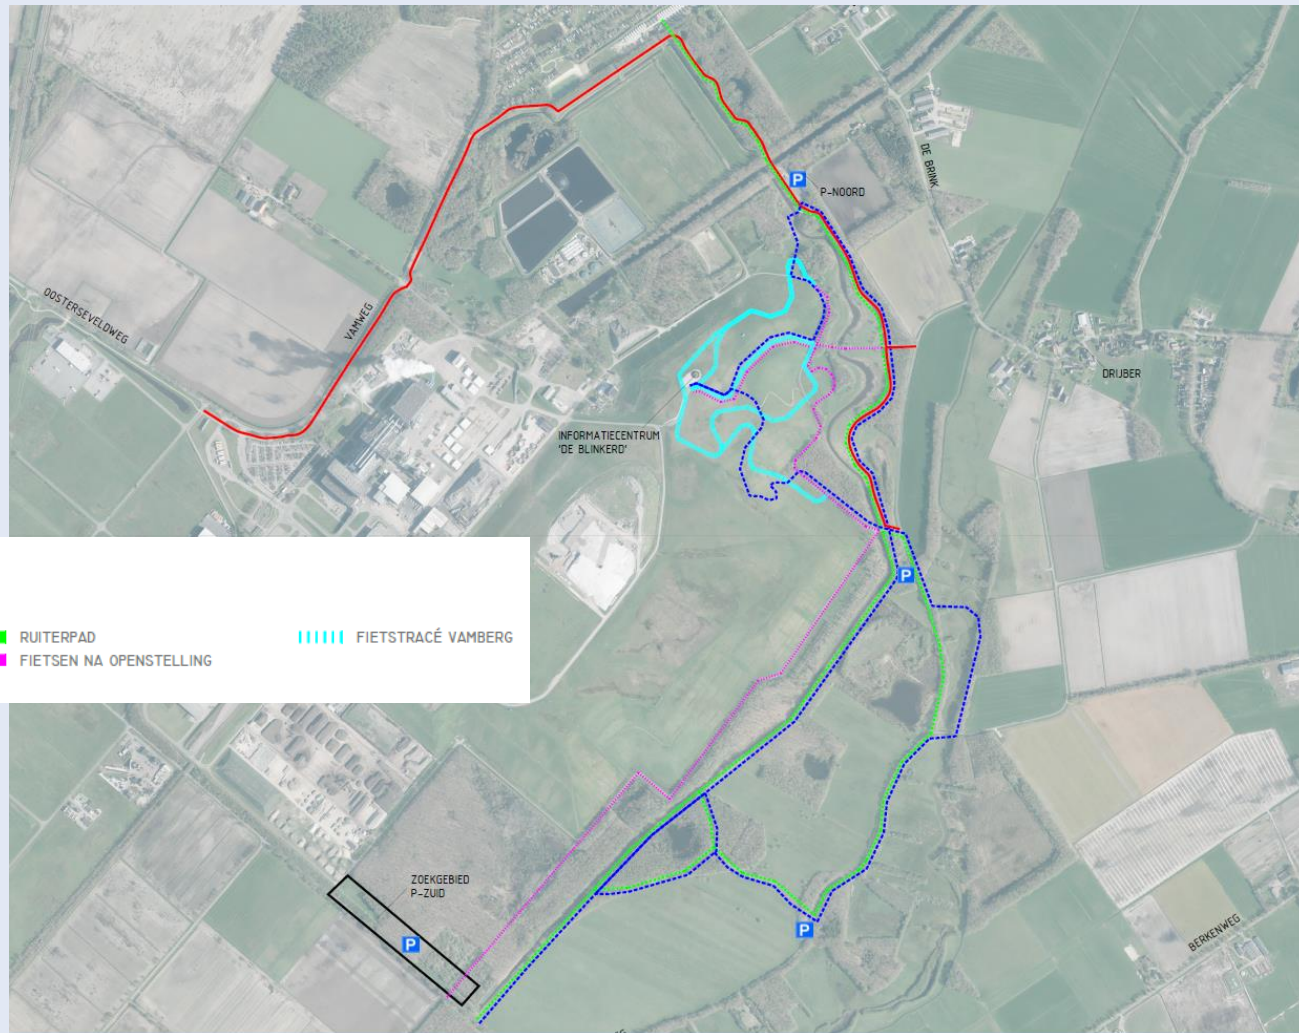 P
P-NOORD
DE BRINK
OOSTERSEVELDWEG
VAMWEG
DRIJBER
INFORMATIECENTRUM
'DE BLINKERD'
P
RUITERPAD
FIETSTRACÉ VAMBERG
FIETSEN NA OPENSTELLING
ZOEKGEBIED
P-ZUID
P
P
BERKENWEG